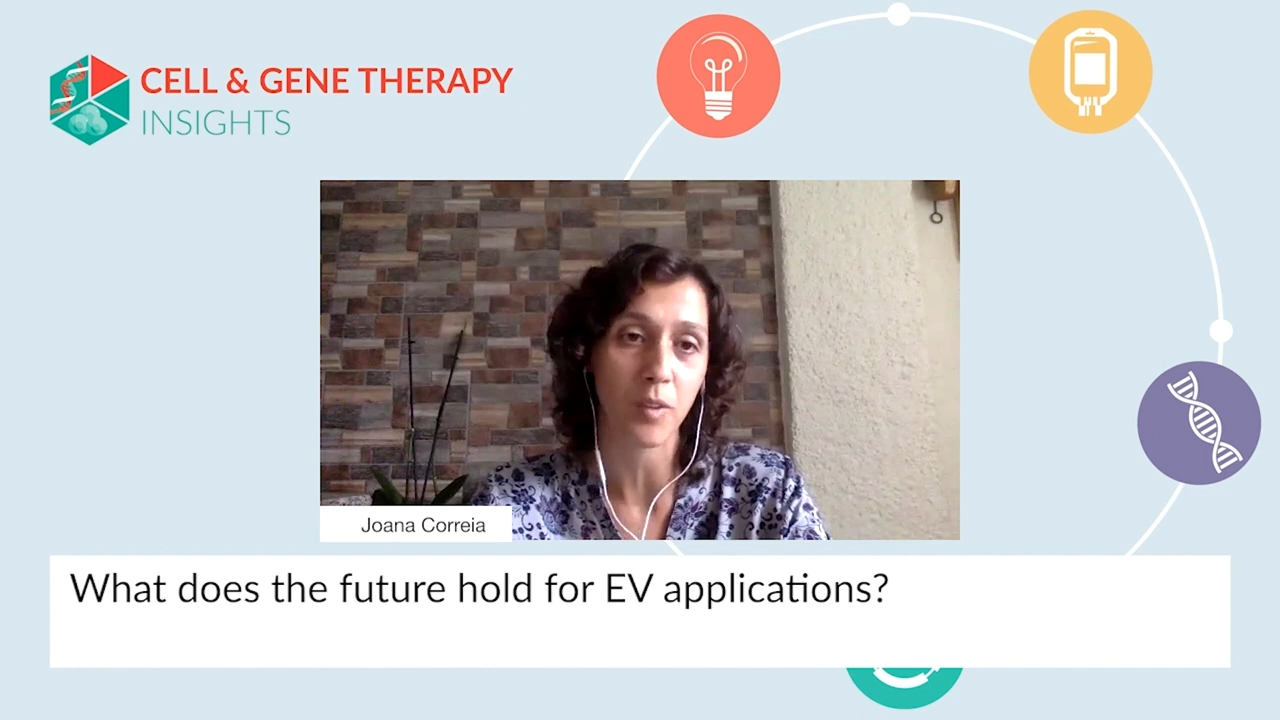 CELL & GENE THERAPY
INSIGHTS
Joana Correia
What does the future hold for EV applications?